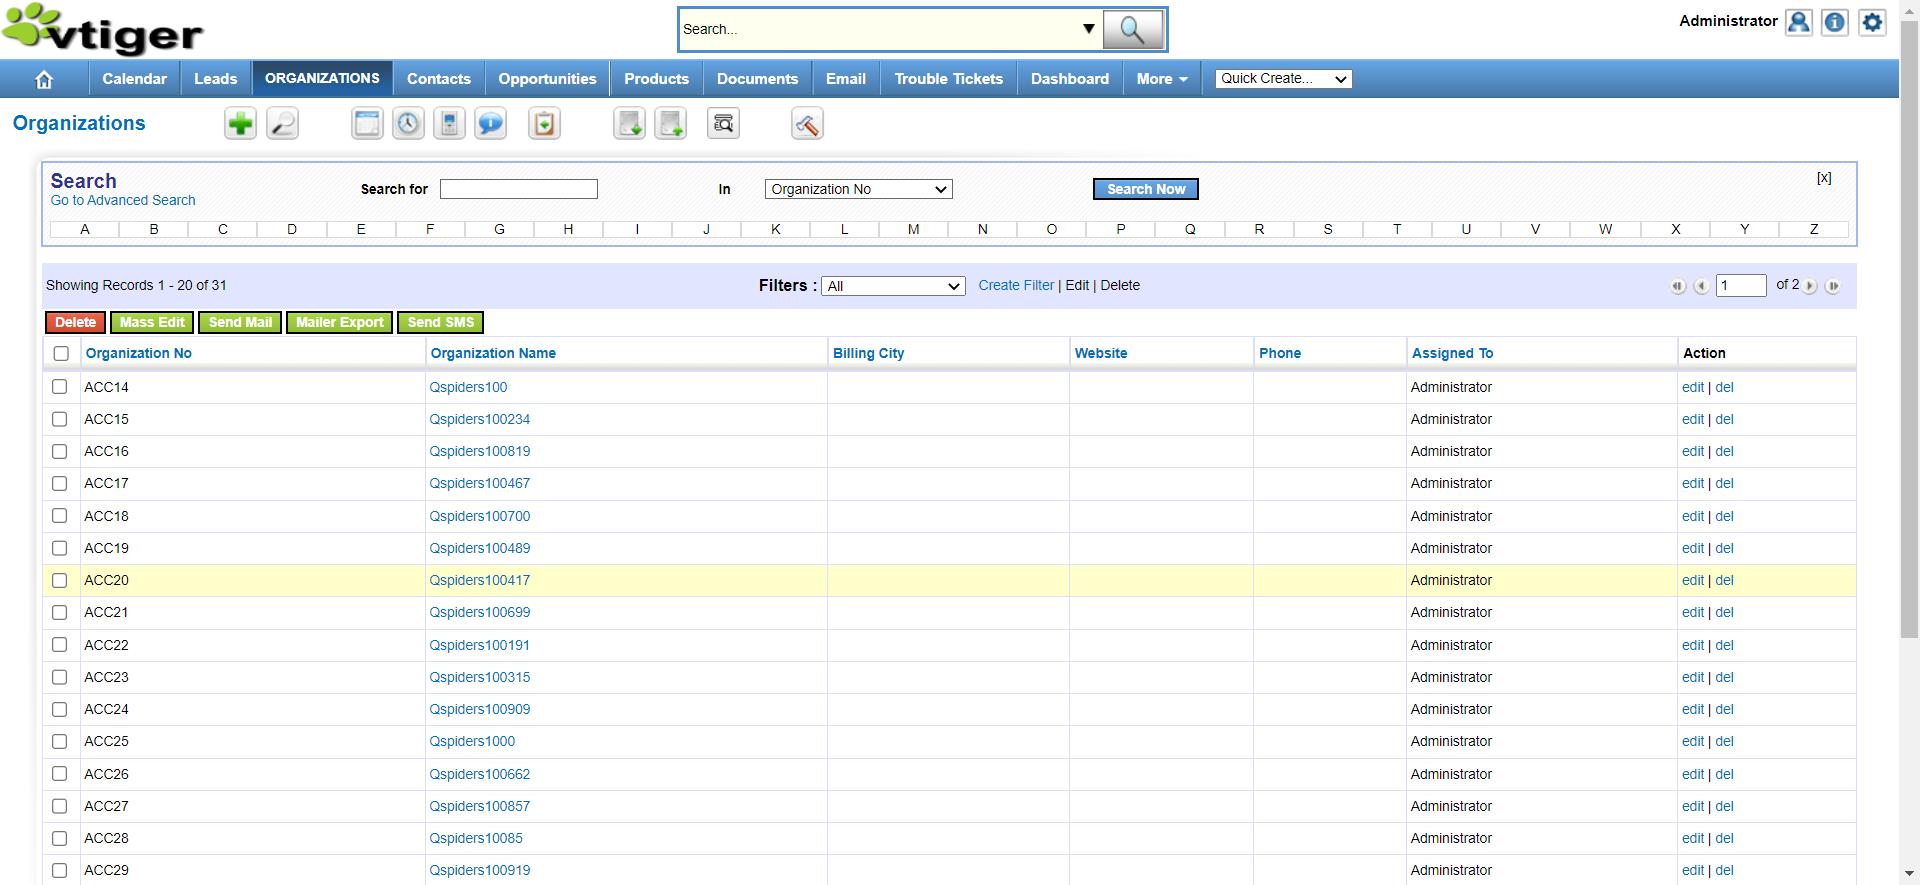 vtiger
Search...
Administrator
Calendar Leads ORGANIZATIONS Contacts Opportunities Products Documents Email Trouble Tickets Dashboard More Quick Create...
Organizations
Search
Go to Advanced Search
Search for In Organization No Search Now [x]
A B C D E F G H I J K L M N O P Q R S T U V W X Y Z
Showing Records 1 - 20 of 31 Filters : All Create Filter | Edit | Delete 1 of 2
Delete Mass Edit Send Mail Mailer Export Send SMS
Organization No Organization Name Billing City Website Phone Assigned To Action
ACC14 Qspiders100 Administrator edit | del
ACC15 Qspiders100234 Administrator edit | del
ACC16 Qspiders100819 Administrator edit | del
ACC17 Qspiders100467 Administrator edit | del
ACC18 Qspiders100700 Administrator edit | del
ACC19 Qspiders100489 Administrator edit | del
ACC20 Qspiders100417 Administrator edit | del
ACC21 Qspiders100699 Administrator edit | del
ACC22 Qspiders100191 Administrator edit | del
ACC23 Qspiders100315 Administrator edit | del
ACC24 Qspiders100909 Administrator edit | del
ACC25 Qspiders1000 Administrator edit | del
ACC26 Qspiders100662 Administrator edit | del
ACC27 Qspiders100857 Administrator edit | del
ACC28 Qspiders10085 Administrator edit | del
ACC29 Qspiders100919 Administrator edit | del